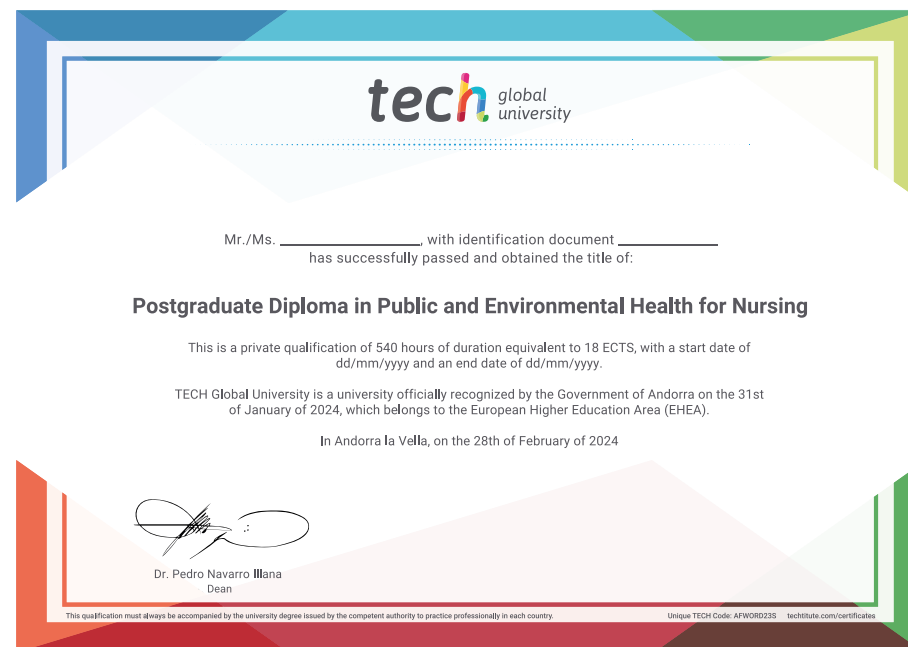 tech global university
Mr./Ms. ____________________, with identification document ______________
has successfully passed and obtained the title of:
Postgraduate Diploma in Public and Environmental Health for Nursing
This is a private qualification of 540 hours of duration equivalent to 18 ECTS, with a start date of
dd/mm/yyyy and an end date of dd/mm/yyyy.
TECH Global University is a university officially recognized by the Government of Andorra on the 31st
of January of 2024, which belongs to the European Higher Education Area (EHEA).
In Andorra la Vella, on the 28th of February of 2024
Dr. Pedro Navarro Illana
Dean
This qualification must always be accompanied by the university degree issued by the competent authority to practice professionally in each country.
Unique TECH Code: AFWORD23S techtitute.com/certificates